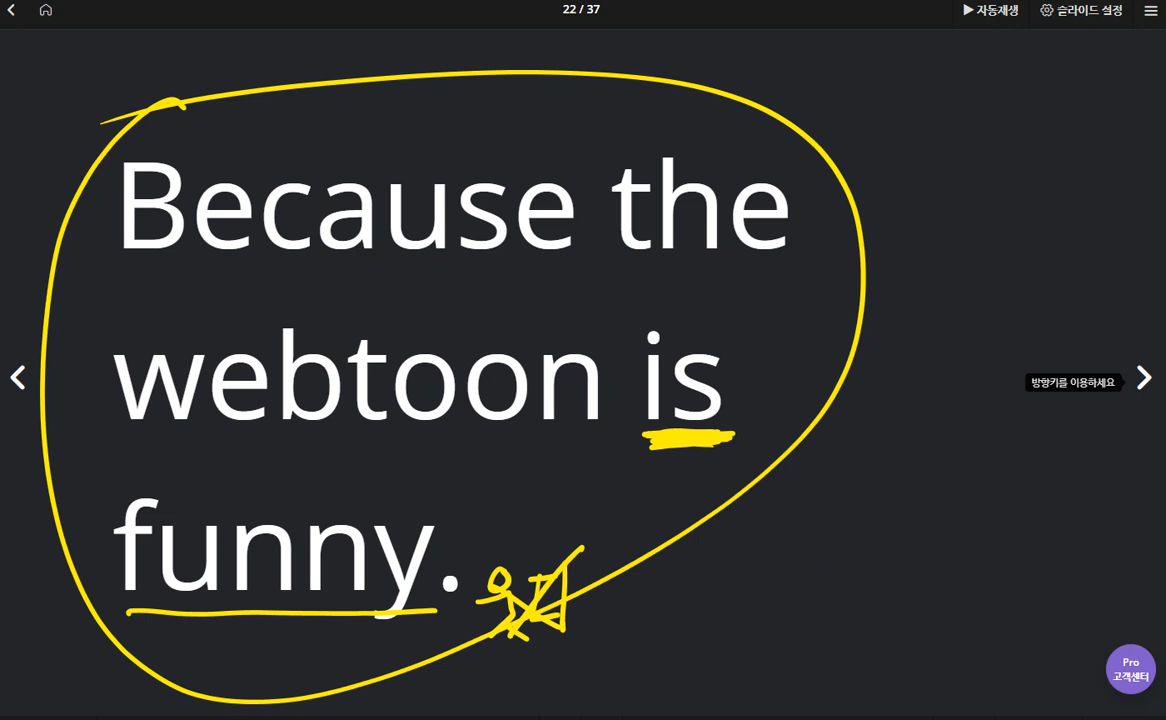 22 / 37
자동재생
슬라이드 설정
Because the
webtoon is
방향키를 이용하세요
funny.
Pro
고객센터